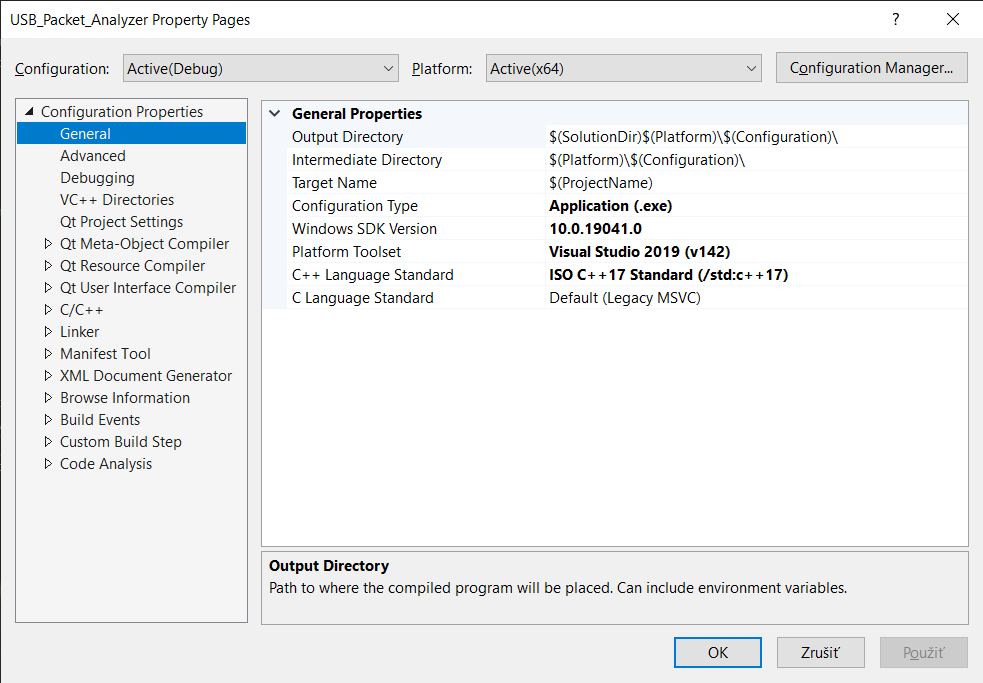 USB_Packet_Analyzer Property Pages
?
Configuration: Active(Debug) Platform: Active(x64) Configuration Manager...
Configuration Properties
General
Advanced
Debugging
VC++ Directories
Qt Project Settings
Qt Meta-Object Compiler
Qt Resource Compiler
Qt User Interface Compiler
C/C++
Linker
Manifest Tool
XML Document Generator
Browse Information
Build Events
Custom Build Step
Code Analysis
General Properties
Output Directory $(SolutionDir)$(Platform)\$(Configuration)\
Intermediate Directory $(Platform)\$(Configuration)\
Target Name $(ProjectName)
Configuration Type Application (.exe)
Windows SDK Version 10.0.19041.0
Platform Toolset Visual Studio 2019 (v142)
C++ Language Standard ISO C++17 Standard (/std:c++17)
C Language Standard Default (Legacy MSVC)
Output Directory
Path to where the compiled program will be placed. Can include environment variables.
OK Zrušiť Použiť